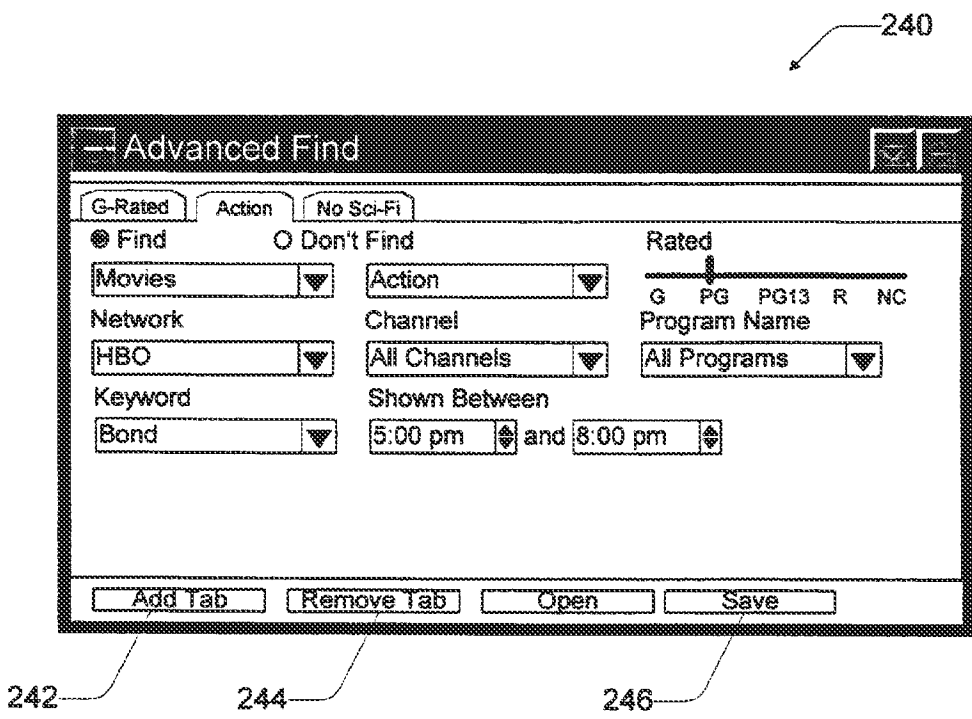 240
Advanced Find
G-Rated Action No Sci-Fi
Find Don't Find Rated
Movies Action
G PG PG13 R NC
Network Channel Program Name
HBO All Channels All Programs
Keyword Shown Between
Bond 5:00 pm and 8:00 pm
Add Tab Remove Tab Open Save
242 244 246